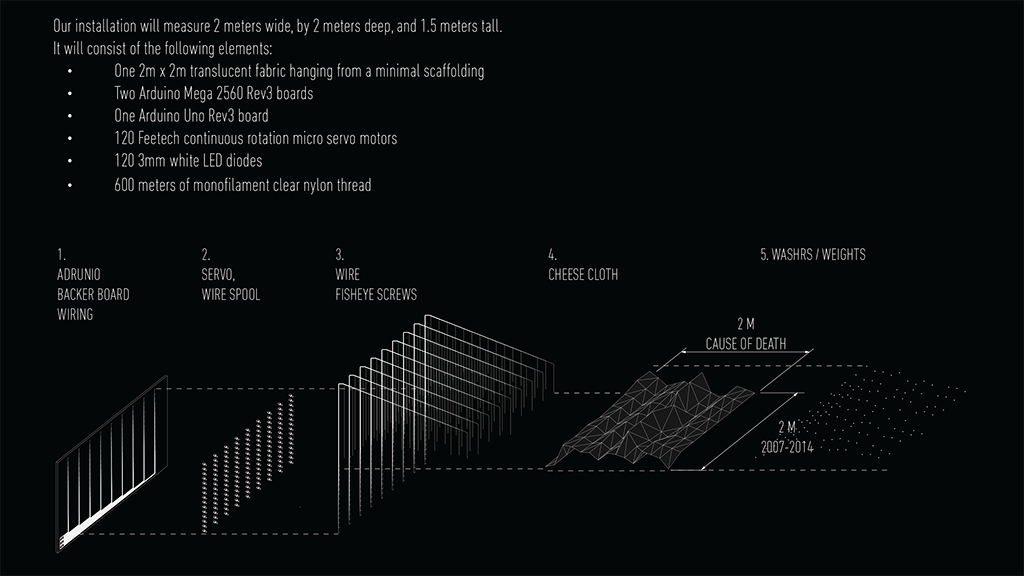 Our installation will measure 2 meters wide, by 2 meters deep, and 1.5 meters tall.
It will consist of the following elements:
• One 2m x 2m translucent fabric hanging from a minimal scaffolding
• Two Arduino Mega 2560 Rev3 boards
• One Arduino Uno Rev3 board
• 120 Feetech continuous rotation micro servo motors
• 120 3mm white LED diodes
• 600 meters of monofilament clear nylon thread
1.
ADRUNIO
BACKER BOARD
WIRING
2.
SERVO,
WIRE SPOOL
3.
WIRE
FISHEYE SCREWS
4.
CHEESE CLOTH
5. WASHRS / WEIGHTS
2 M
CAUSE OF DEATH
2 M
2007-2014